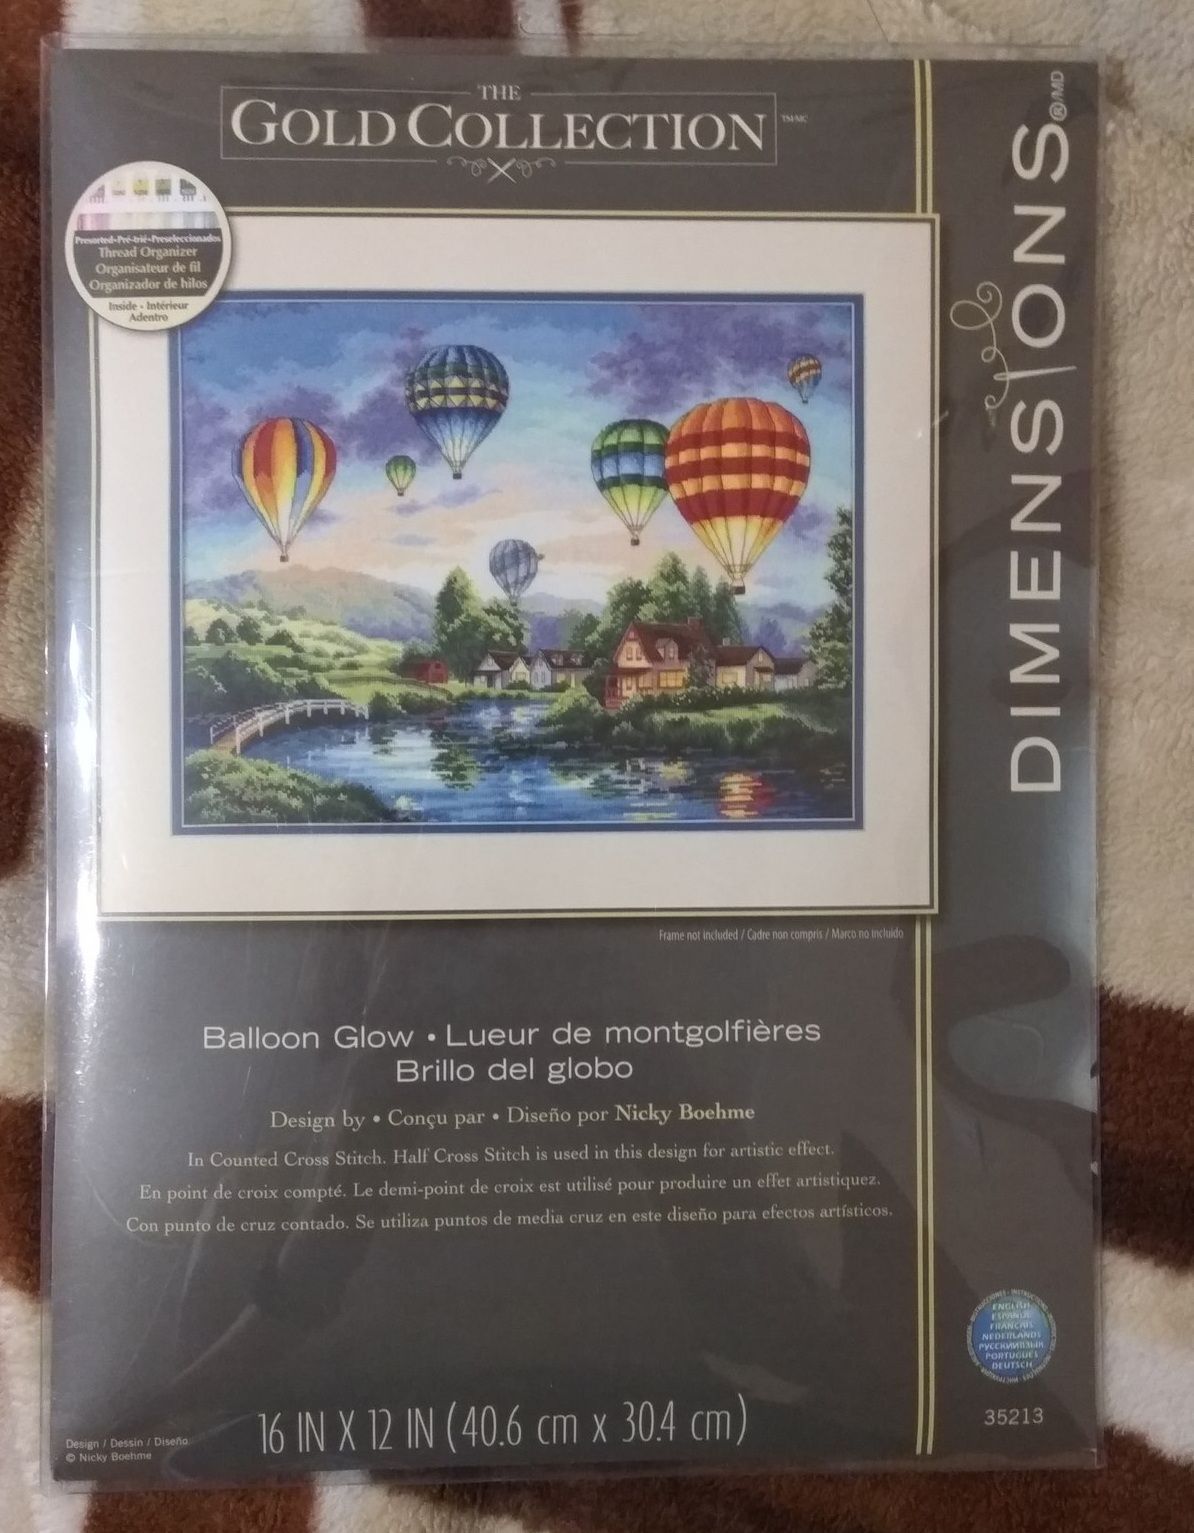 THE
GOLD COLLECTION
TM/MC
Presorted•Pré-trié•Preseleccionados
Thread Organizer
Organisateur de fil
Organizador de hilos
Inside - Intérieur
Adentro
DIMENSIONS®/MD
Frame not included / Cadre non compris / Marco no incluido
Balloon Glow • Lueur de montgolfières
Brillo del globo
Design by • Conçu par • Diseño por Nicky Boehme
In Counted Cross Stitch. Half Cross Stitch is used in this design for artistic effect.
En point de croix compté. Le demi-point de croix est utilisé pour produire un effet artistiquez.
Con punto de cruz contado. Se utiliza puntos de media cruz en este diseño para efectos artísticos.
ENGLISH
ESPAÑOL
FRANÇAIS
NEDERLANDS
PORTUGUÊS
DEUTSCH
35213
16 IN X 12 IN (40.6 cm x 30.4 cm)
Design / Dessin / Diseño
© Nicky Boehme